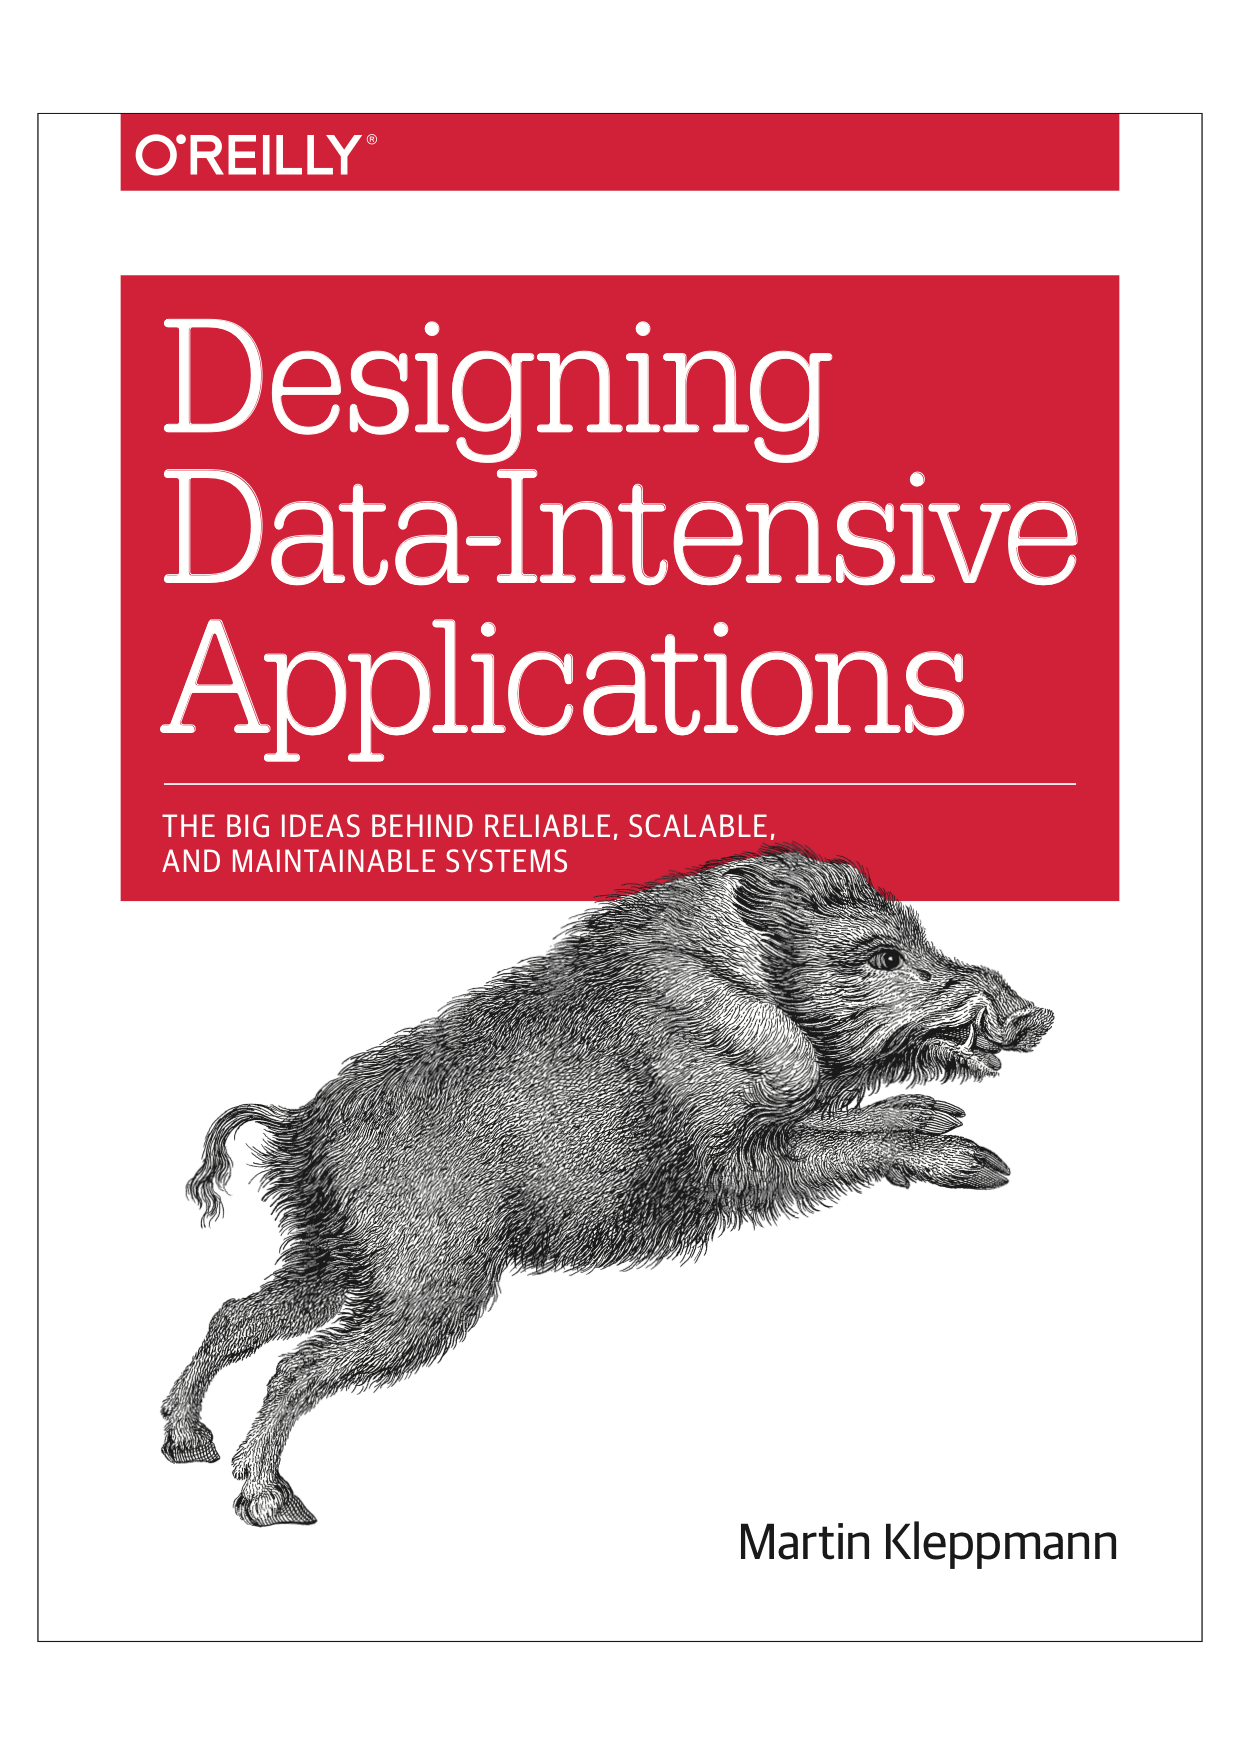 O'REILLY®
Designing
Data-Intensive
Applications
THE BIG IDEAS BEHIND RELIABLE, SCALABLE,
AND MAINTAINABLE SYSTEMS
Martin Kleppmann